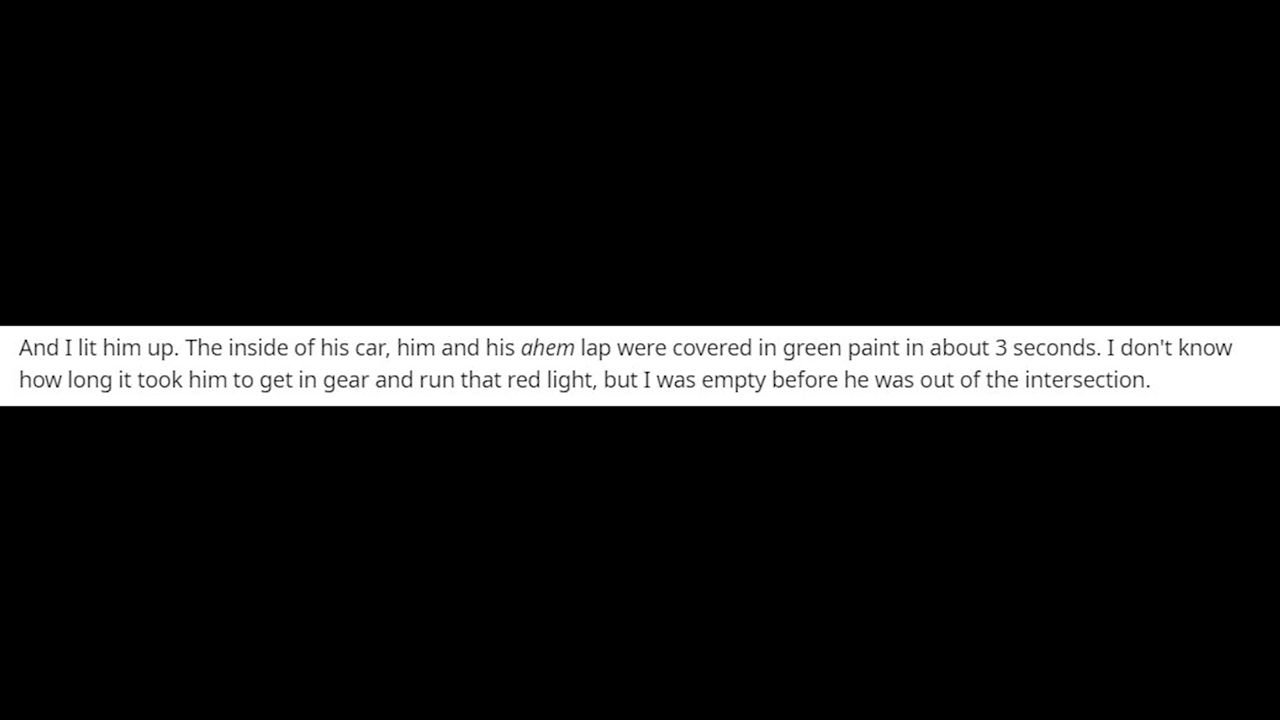 And I lit him up. The inside of his car, him and his ahem lap were covered in green paint in about 3 seconds. I don't know
how long it took him to get in gear and run that red light, but I was empty before he was out of the intersection.